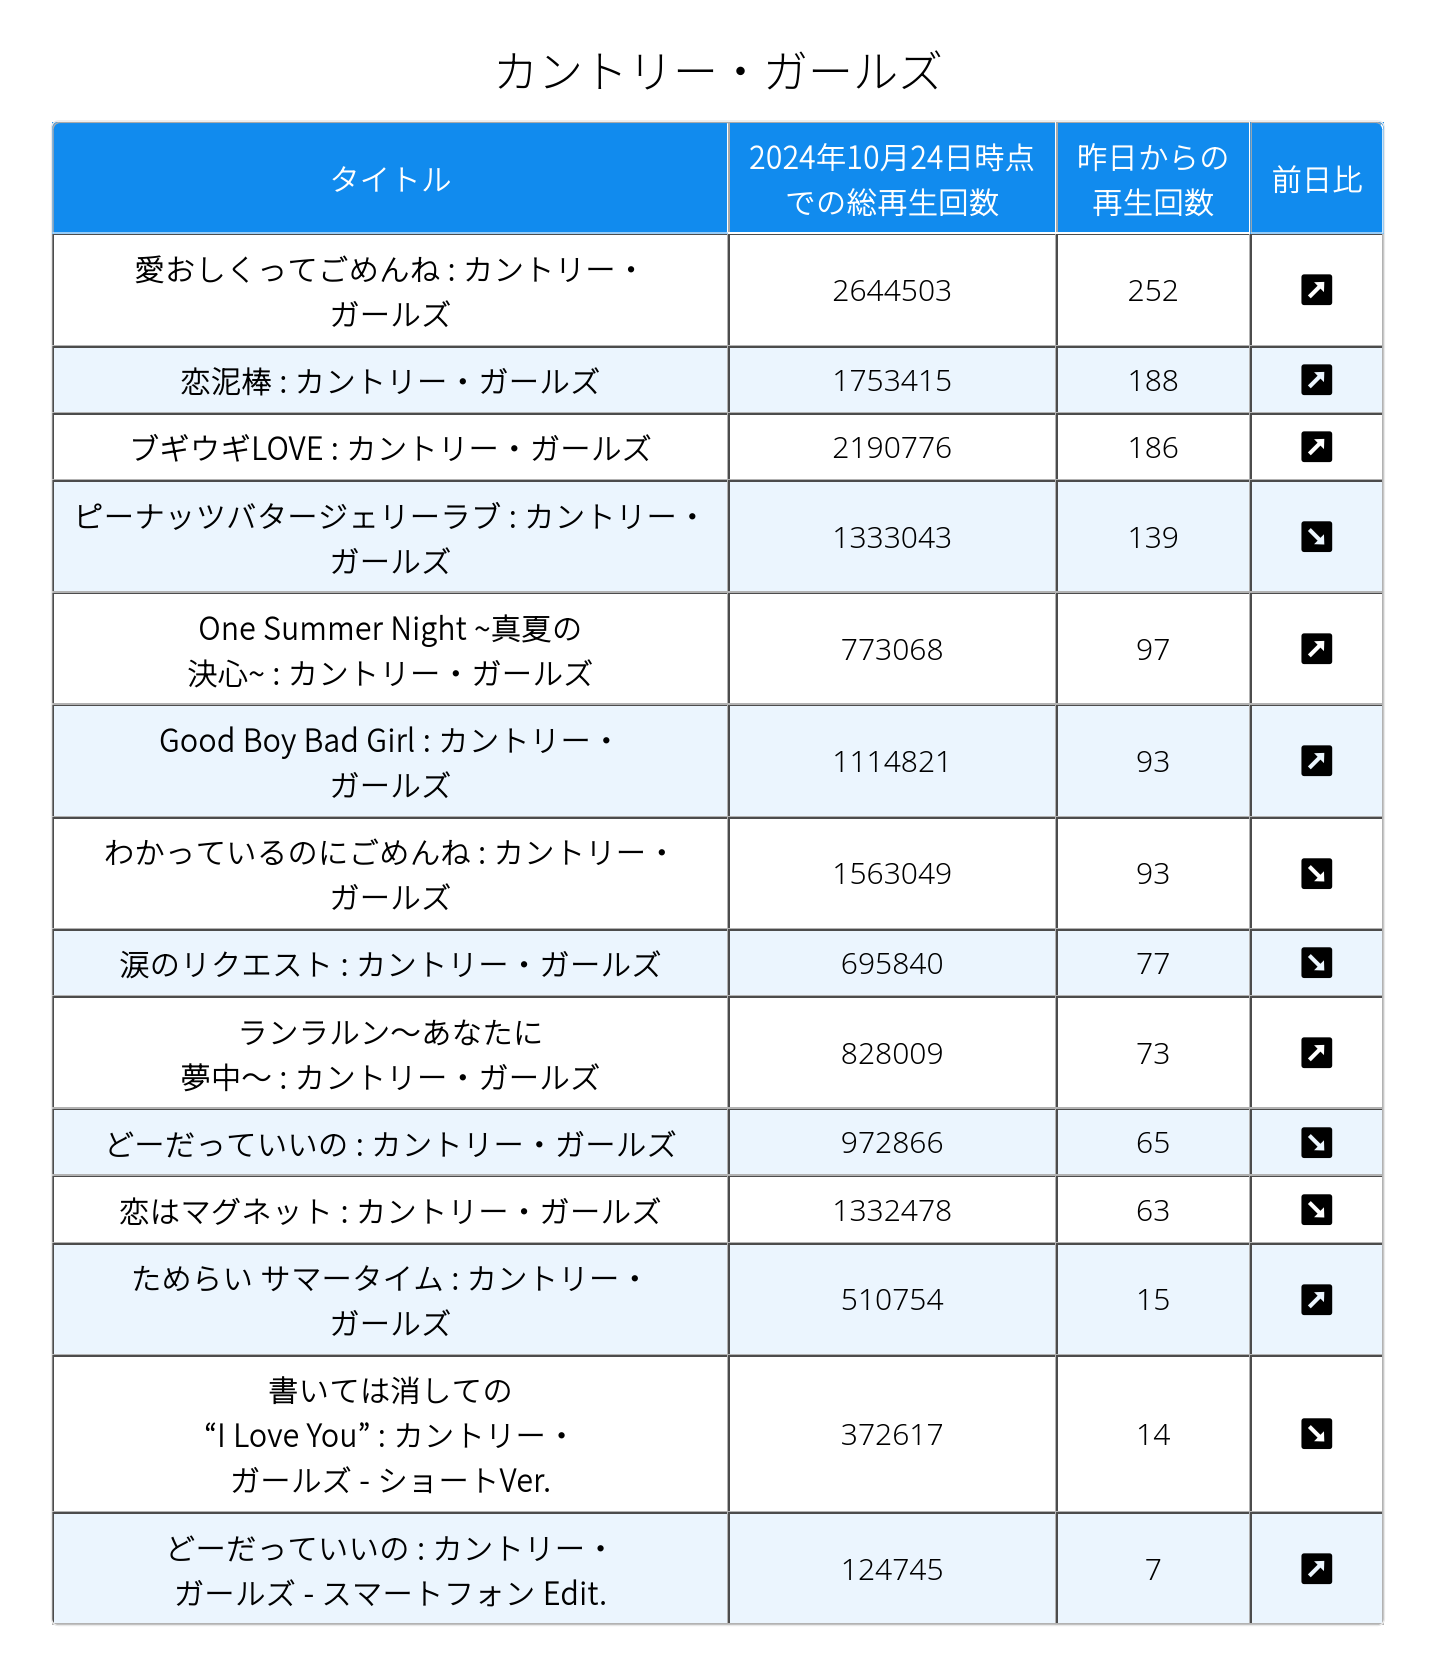 カントリー・ガールズ
タイトル
2024年10月24日時点
での総再生回数
昨日からの
再生回数
前日比
愛おしくってごめんね : カントリー・
ガールズ
2644503
252
恋泥棒 : カントリー・ガールズ
1753415
188
ブギウギLOVE : カントリー・ガールズ
2190776
186
ピーナッツバタージェリーラブ : カントリー・
ガールズ
1333043
139
One Summer Night ~真夏の
決心~ : カントリー・ガールズ
773068
97
Good Boy Bad Girl : カントリー・
ガールズ
1114821
93
わかっているのにごめんね : カントリー・
ガールズ
1563049
93
涙のリクエスト : カントリー・ガールズ
695840
77
ランラルン〜あなたに
夢中〜 : カントリー・ガールズ
828009
73
どーだっていいの : カントリー・ガールズ
972866
65
恋はマグネット : カントリー・ガールズ
1332478
63
ためらい サマータイム : カントリー・
ガールズ
510754
15
書いては消しての
“I Love You” : カントリー・
ガールズ - ショートVer.
372617
14
どーだっていいの : カントリー・
ガールズ - スマートフォン Edit.
124745
7